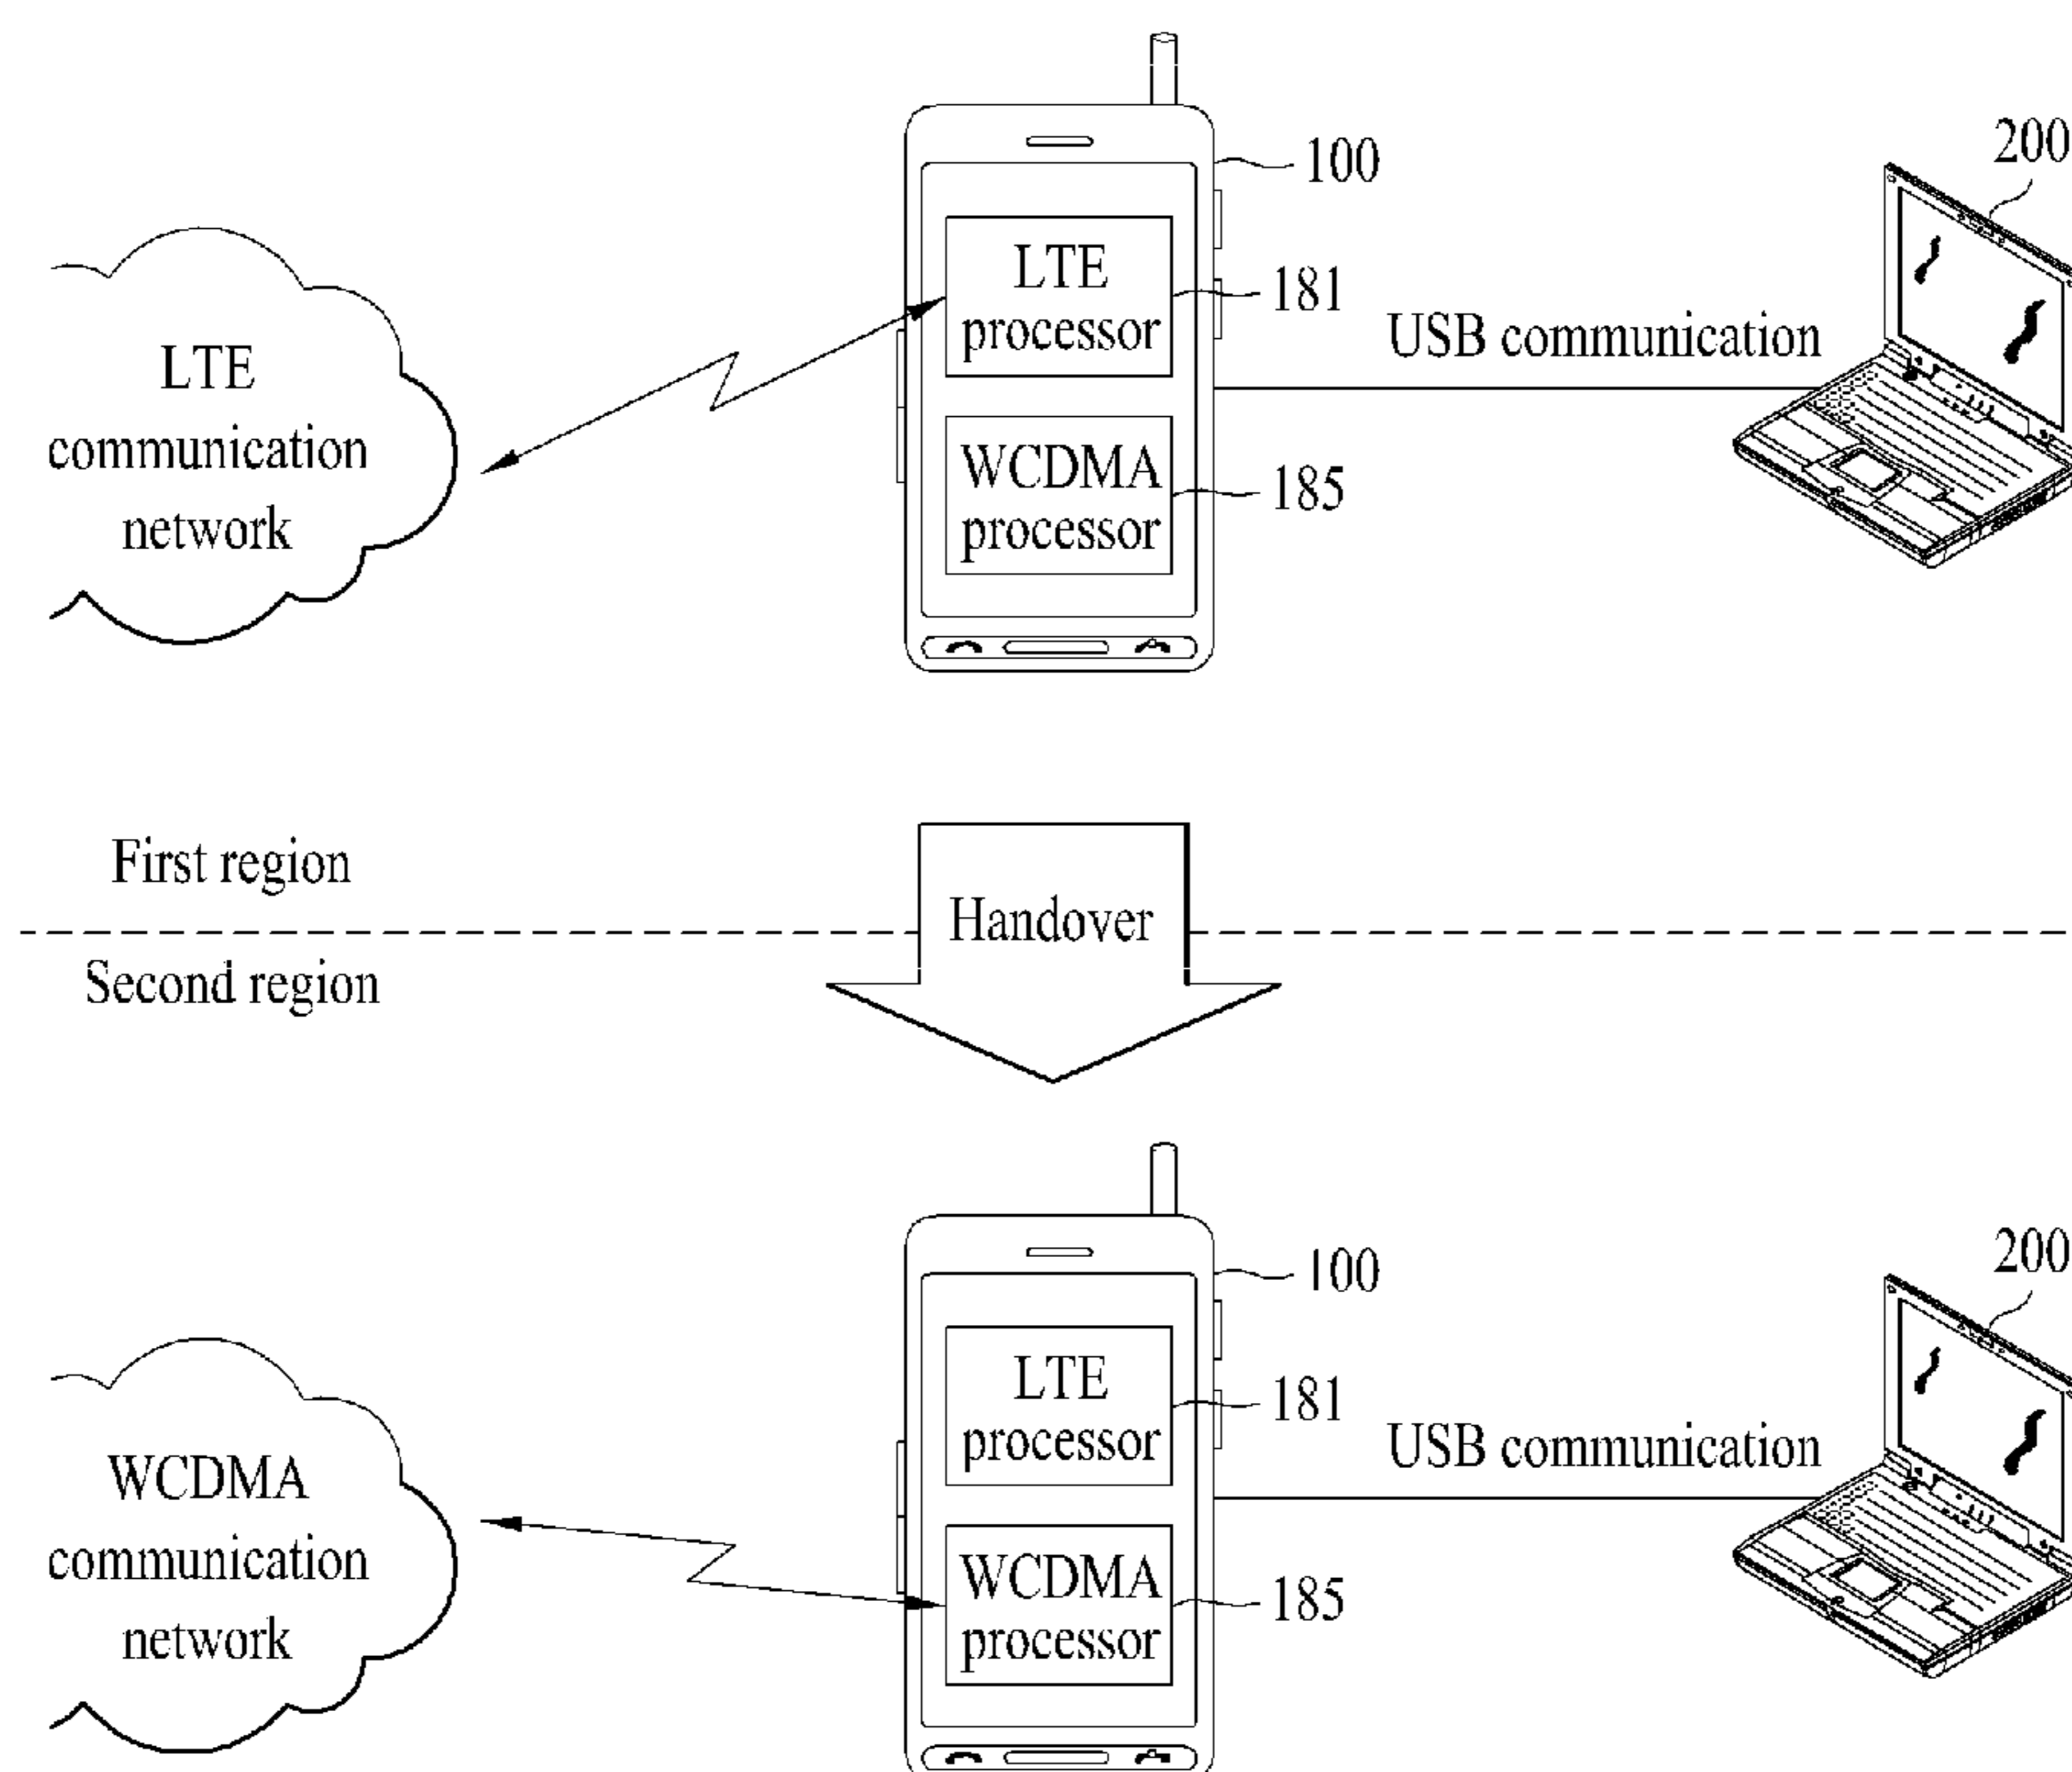 200
100
LTE
processor
181
USB communication
LTE
communication
network
WCDMA
processor
185
First region
Handover
Second region
200
100
LTE
processor
181
USB communication
WCDMA
communication
network
WCDMA
processor
185